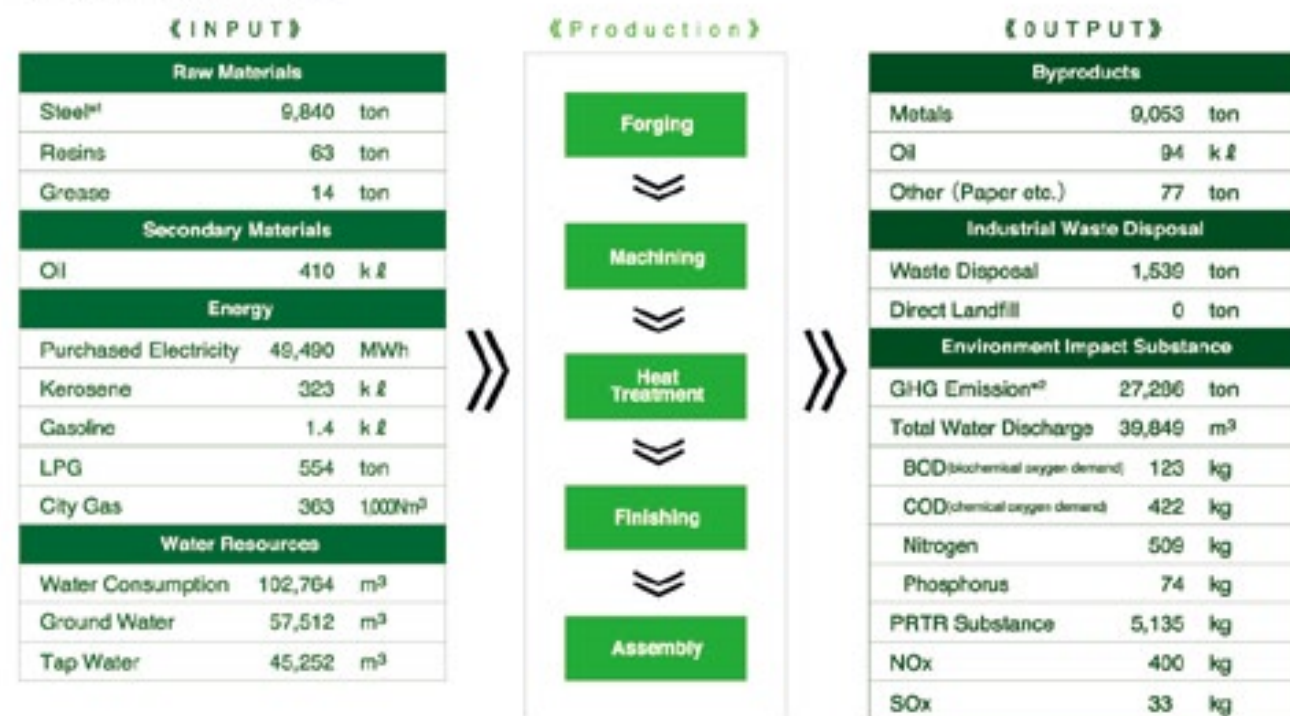 《INPUT》
Raw Materials
Steel*1 9,840 ton
Resins 63 ton
Grease 14 ton
Secondary Materials
Oil 410 kℓ
Energy
Purchased Electricity 49,490 MWh
Kerosene 323 kℓ
Gasoline 1.4 kℓ
LPG 554 ton
City Gas 363 1,000Nm³
Water Resources
Water Consumption 102,764 m³
Ground Water 57,512 m³
Tap Water 45,252 m³
《Production》
Forging
Machining
Heat
Treatment
Finishing
Assembly
《OUTPUT》
Byproducts
Metals 9,053 ton
Oil 94 kℓ
Other (Paper etc.) 77 ton
Industrial Waste Disposal
Waste Disposal 1,539 ton
Direct Landfill 0 ton
Environment Impact Substance
GHG Emission*2 27,286 ton
Total Water Discharge 39,849 m³
BOD(biochemical oxygen demand) 123 kg
COD(chemical oxygen demand) 422 kg
Nitrogen 509 kg
Phosphorus 74 kg
PRTR Substance 5,135 kg
NOx 400 kg
SOx 33 kg